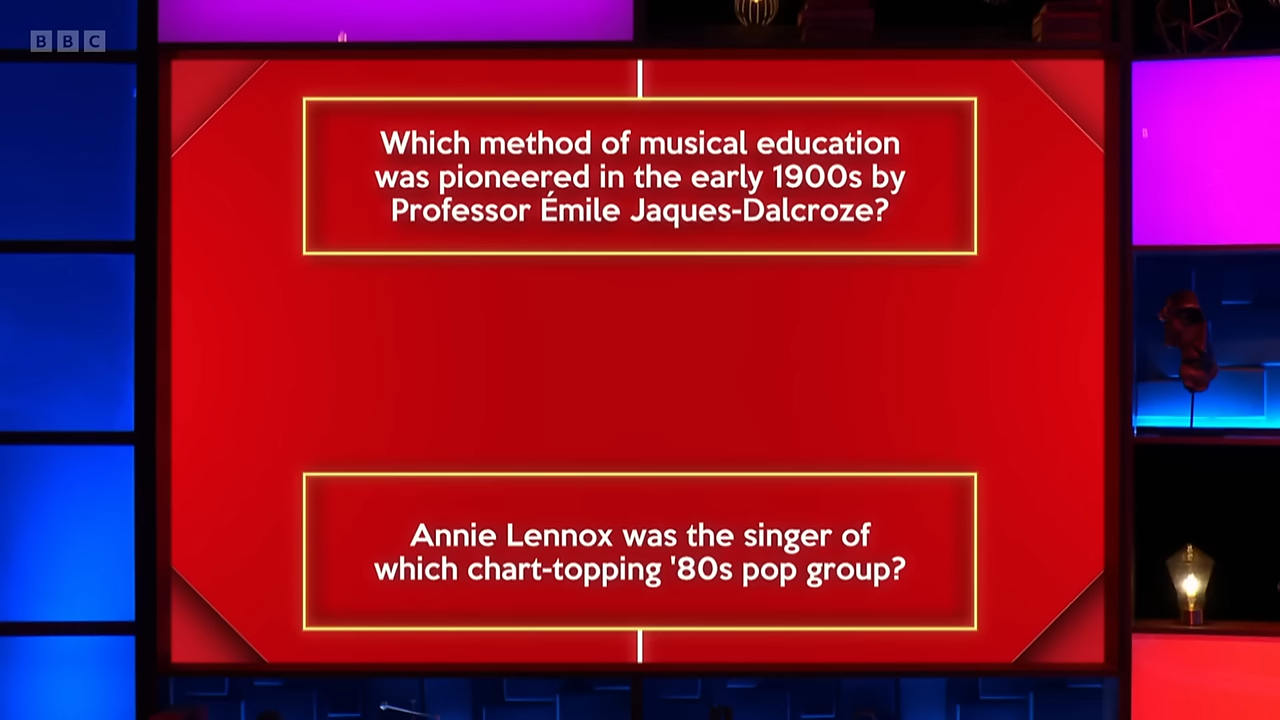 BBC
Which method of musical education
was pioneered in the early 1900s by
Professor Émile Jaques-Dalcroze?
Annie Lennox was the singer of
which chart-topping '80s pop group?